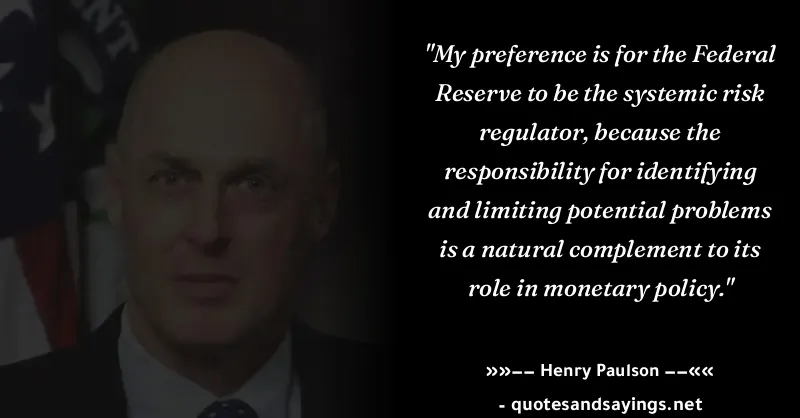 NT
"My preference is for the Federal
Reserve to be the systemic risk
regulator, because the
responsibility for identifying
and limiting potential problems
is a natural complement to its
role in monetary policy."
»»–– Henry Paulson ––««
- quotesandsayings.net